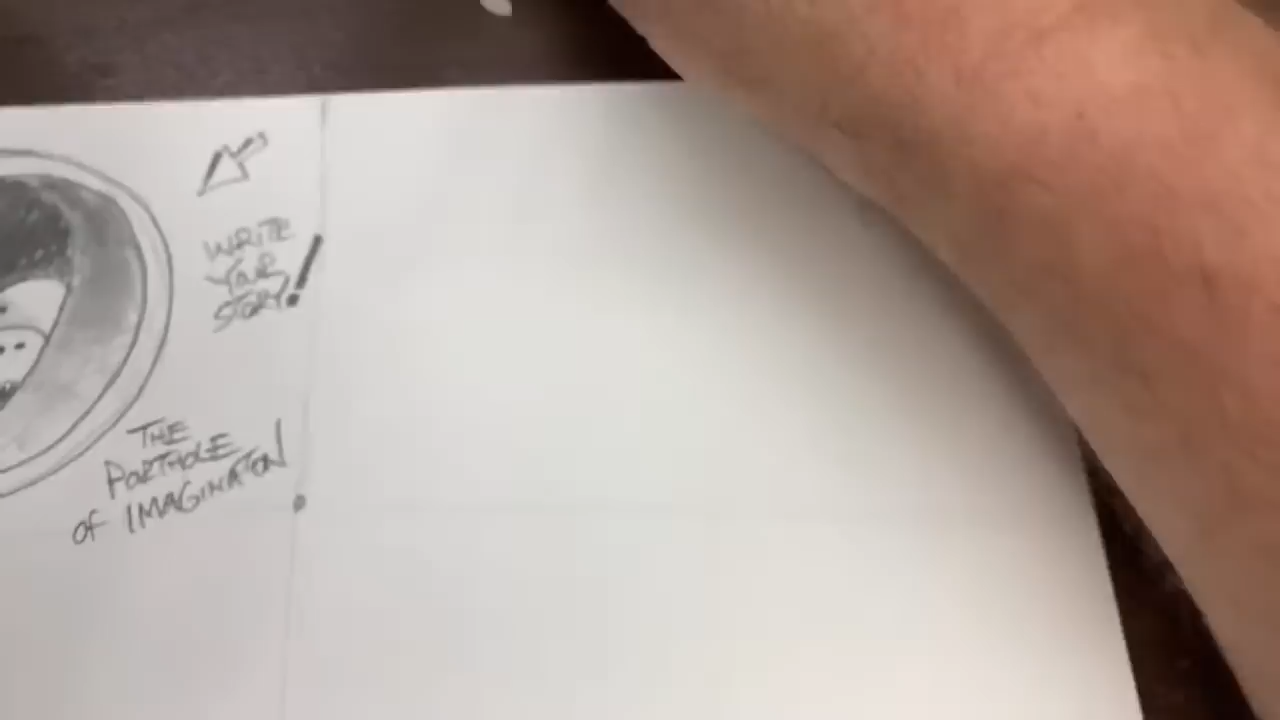 WRITE
YOUR
STORY!
THE
PORTHOLE
OF IMAGINATION